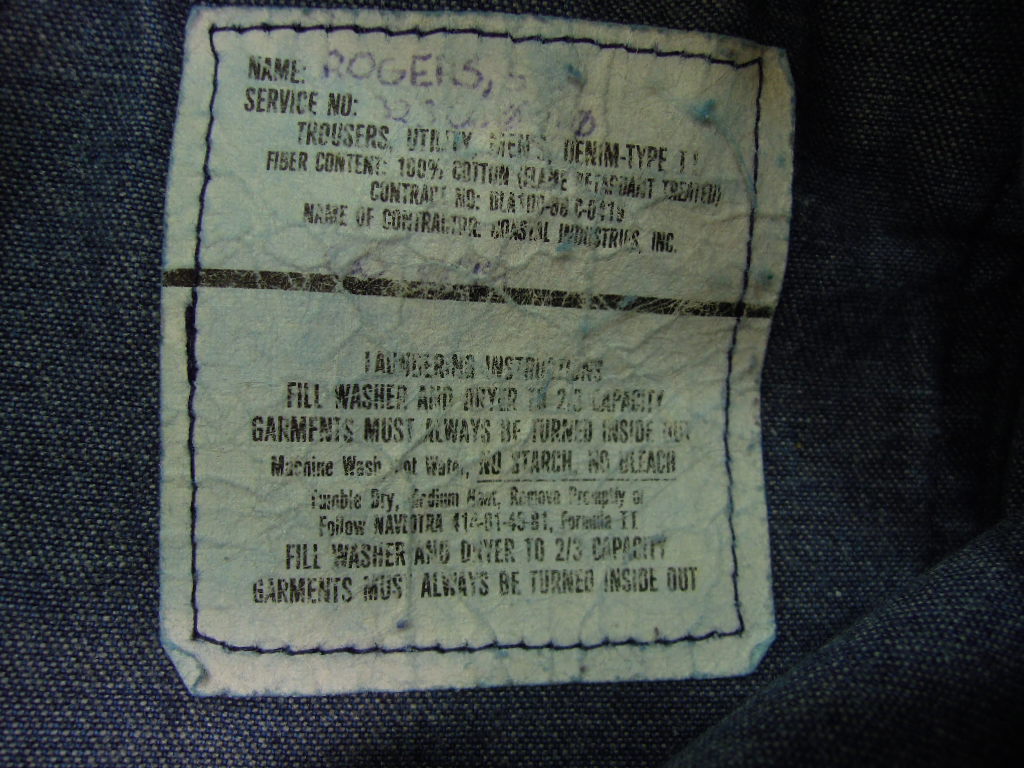 NAME: ROGERS, S
SERVICE NO:
TROUSERS, UTILITY, MEN'S, DENIM-TYPE II
FIBER CONTENT: 100% COTTON (FLAME RETARDANT TREATED)
CONTRACT NO:
NAME OF CONTRACTOR: COASTAL INDUSTRIES, INC.
LAUNDERING INSTRUCTIONS
FILL WASHER AND DRYER TO 2/3 CAPACITY
GARMENTS MUST ALWAYS BE TURNED INSIDE OUT
Machine Wash Hot Water, NO STARCH, NO BLEACH
Tumble Dry, Medium Heat, Remove Promptly or
Follow Formula II
FILL WASHER AND DRYER TO 2/3 CAPACITY
GARMENTS MUST ALWAYS BE TURNED INSIDE OUT